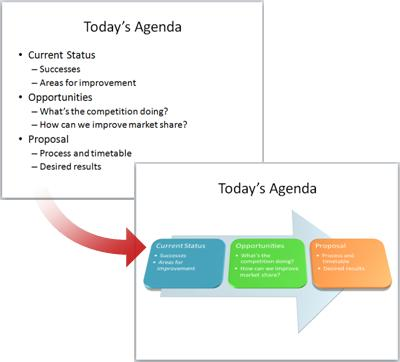 Today's Agenda
• Current Status
– Successes
– Areas for improvement
• Opportunities
– What's the competition doing?
– How can we improve market share?
• Proposal
– Process and timetable
– Desired results
Today's Agenda
Current Status
• Successes
• Areas for
improvement
Opportunities
• What's the
competition doing?
• How can we improve
market share?
Proposal
• Process and
timetable
• Desired results